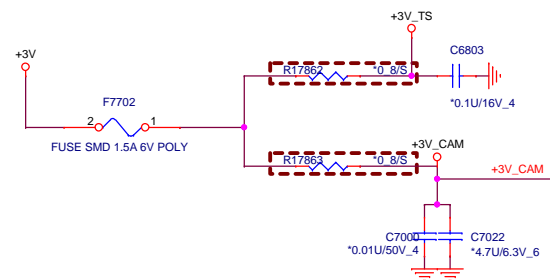 +3V_TS
+3V
R17862
*0_8/S
C6803
*0.1U/16V_4
F7702
2
1
FUSE SMD 1.5A 6V POLY
R17863
*0_8/S
+3V_CAM
+3V_CAM
C7000
*0.01U/50V_4
C7022
*4.7U/6.3V_6